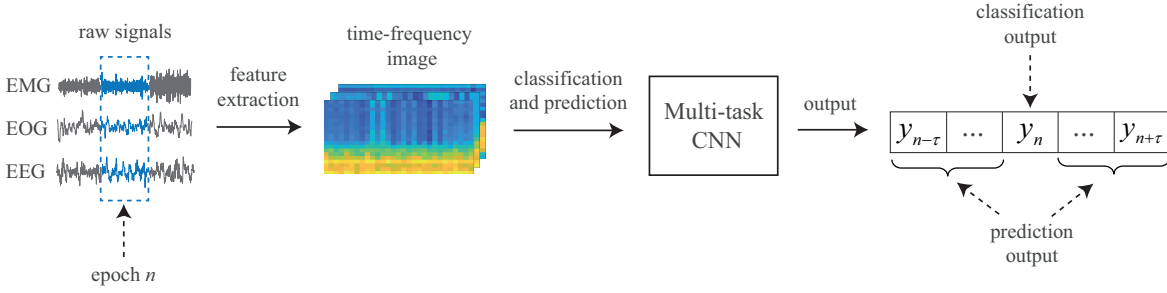 raw signals
EMG
EOG
EEG
epoch n
feature
extraction
time-frequency
image
classification
and prediction
Multi-task
CNN
output
classification
output
y_{n-τ} ... y_n ... y_{n+τ}
prediction
output